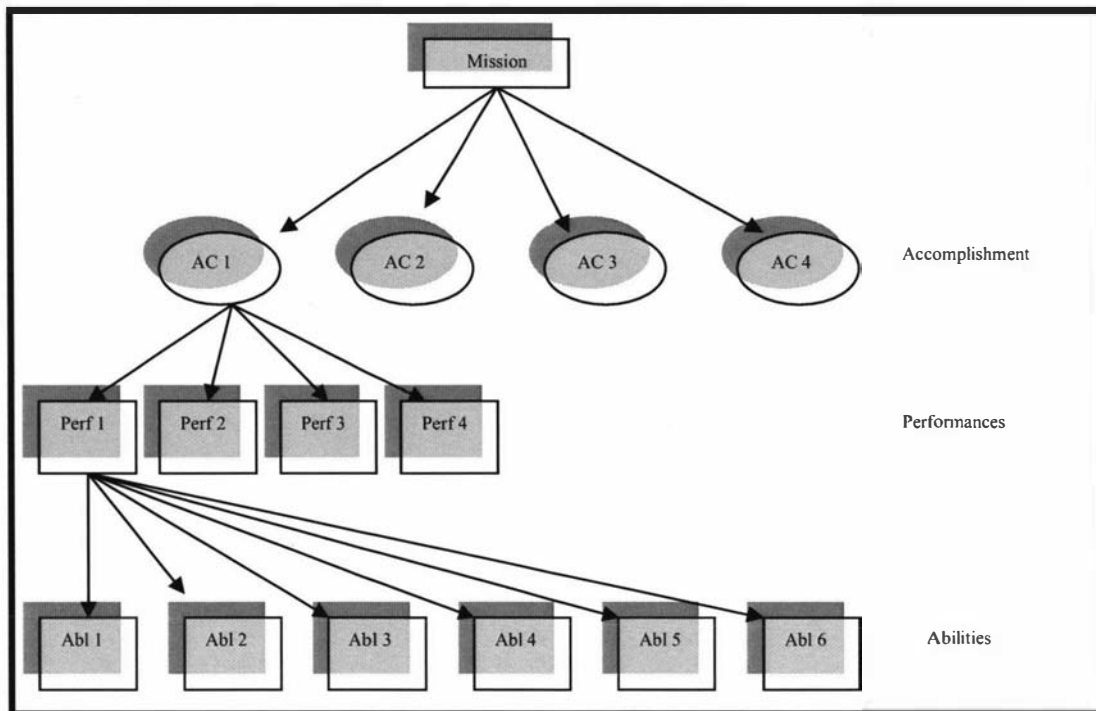 Mission
AC 1
AC 2
AC 3
AC 4
Accomplishment
Perf 1
Perf 2
Perf 3
Perf 4
Performances
Abl 1
Abl 2
Abl 3
Abl 4
Abl 5
Abl 6
Abilities